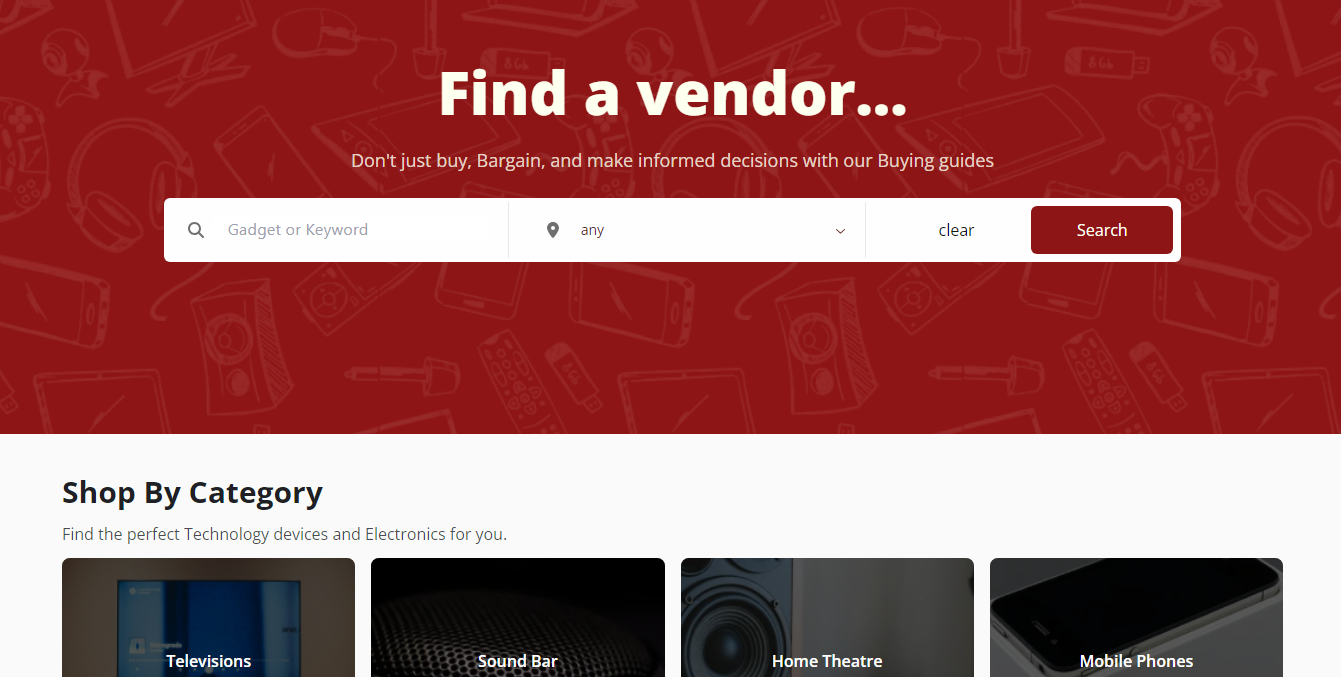 Find a vendor...
Don't just buy, Bargain, and make informed decisions with our Buying guides
Gadget or Keyword
any
clear
Search
Shop By Category
Find the perfect Technology devices and Electronics for you.
Televisions
Sound Bar
Home Theatre
Mobile Phones